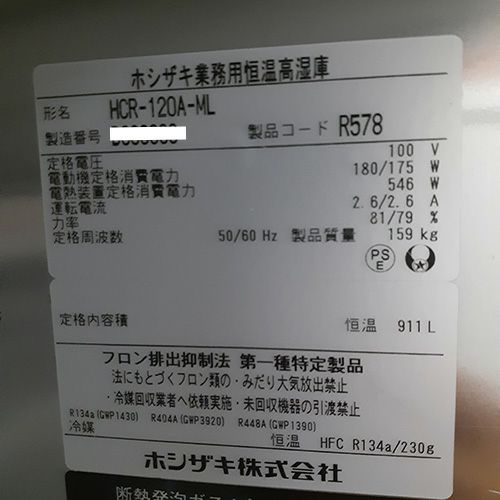 ホシザキ業務用恒温高湿庫
形名 HCR-120A-ML
製造番号
製品コード R578
定格電圧 100 V
電動機定格消費電力 180/175 W
電熱装置定格消費電力 546 W
運転電流 2.6/2.6 A
力率 81/79 %
定格周波数 50/60 Hz 製品質量 159 kg
PS E
定格内容積 恒温 911 L
フロン排出抑制法 第一種特定製品
法にもとづくフロン類の・みだり大気放出禁止
・冷媒回収業者へ依頼実施・未回収機器の引渡禁止
R134a(GWP1430) R404A(GWP3920) R448A(GWP1390)
冷媒 恒温 HFC R134a/230g
ホシザキ株式会社
断熱発泡ガス